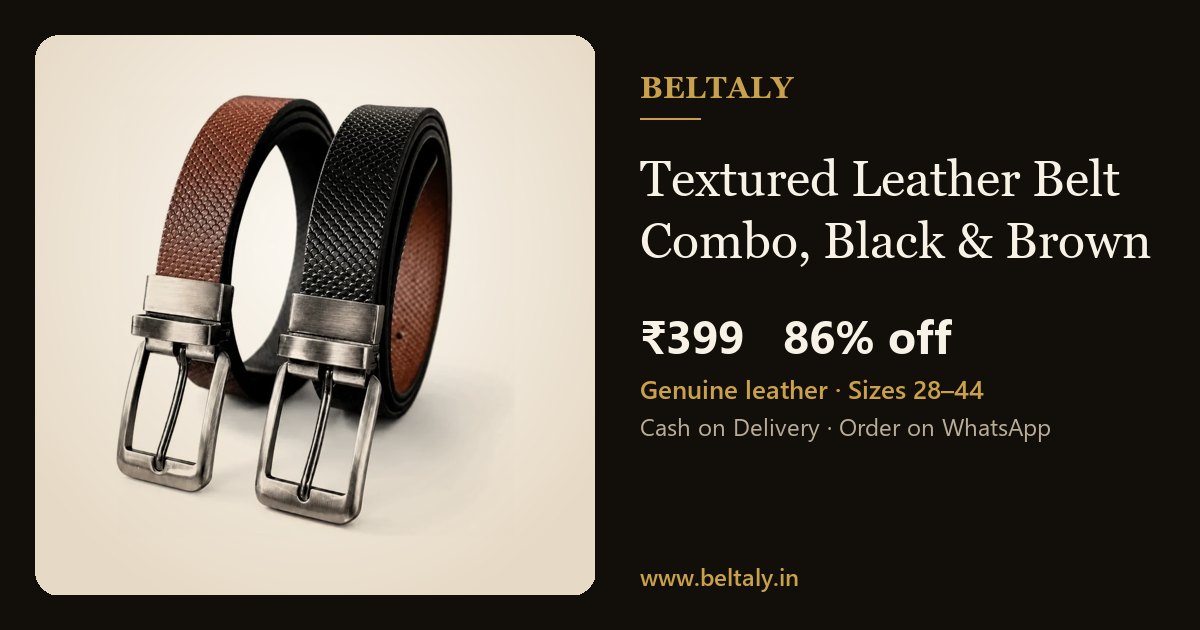 BELTALY
Textured Leather Belt
Combo, Black & Brown
₹399 86% off
Genuine leather · Sizes 28–44
Cash on Delivery · Order on WhatsApp
www.beltaly.in